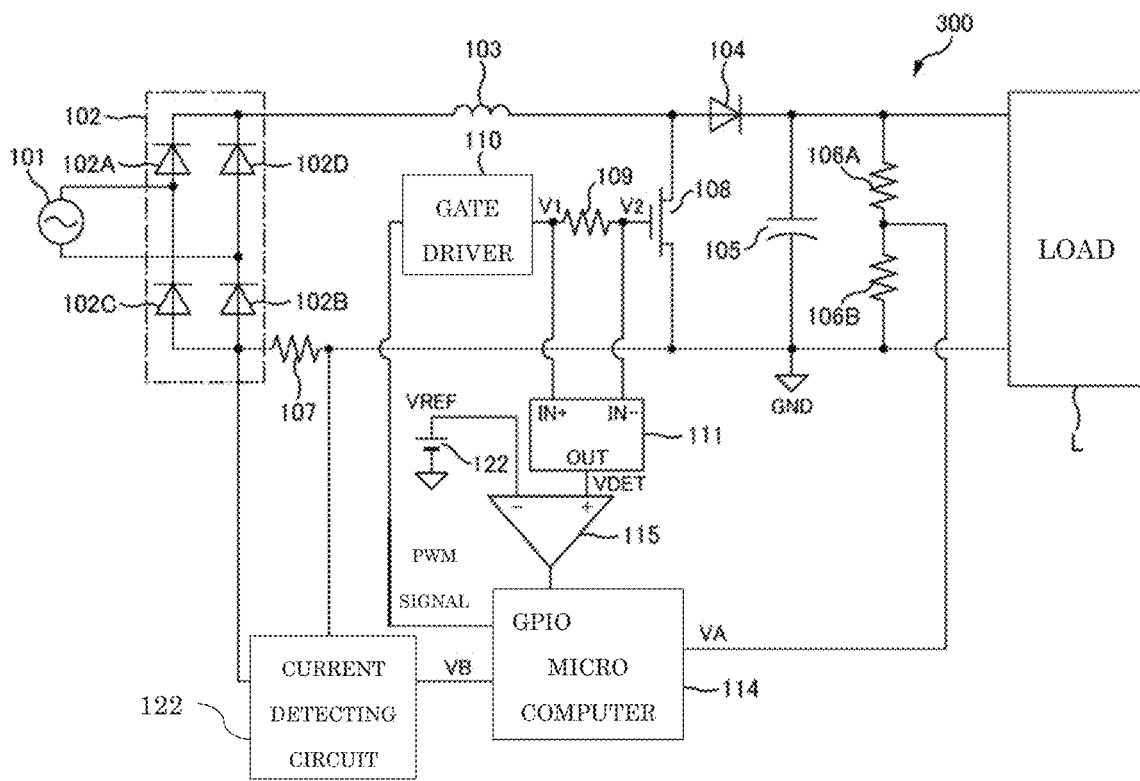 300
103
104
102
110
101
102A
102D
109
108
106A
V1
V2
GATE
DRIVER
LOAD
105
102C
102B
106B
107
GND
VREF
IN+
IN-
111
L
122
OUT
VDET
-
+
115
PWM
SIGNAL
GPIO
VA
CURRENT
VB
MICRO
114
122
DETECTING
COMPUTER
CIRCUIT